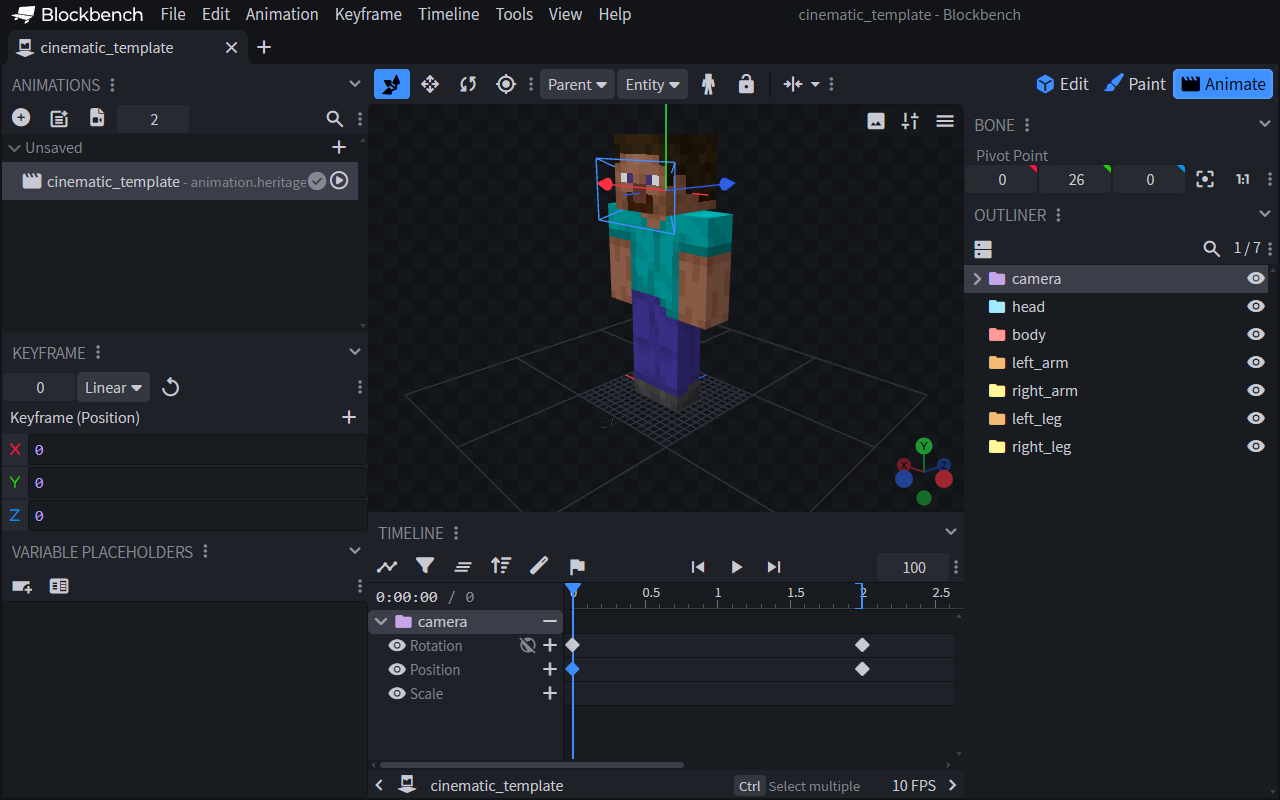 Blockbench File Edit Animation Keyframe Timeline Tools View Help cinematic_template - Blockbench
cinematic_template
ANIMATIONS
2
Unsaved
cinematic_template - animation.heritage
KEYFRAME
0 Linear
Keyframe (Position)
X 0
Y 0
Z 0
VARIABLE PLACEHOLDERS
Parent Entity
Edit Paint Animate
X Y Z
TIMELINE
100
0:00:00 / 0
0 0.5 1 1.5 2 2.5
camera
Rotation
Position
Scale
cinematic_template Ctrl Select multiple 10 FPS
BONE
Pivot Point
0 26 0 1:1
OUTLINER
1 / 7
camera
head
body
left_arm
right_arm
left_leg
right_leg